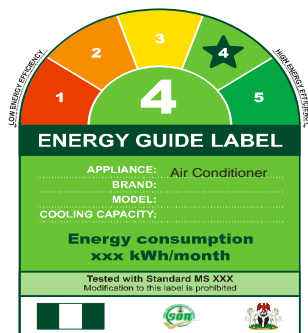 LOW ENERGY EFFICIENCY
1
2
3
4
5
HIGH ENERGY EFFICIENCY
4
ENERGY GUIDE LABEL
APPLIANCE: Air Conditioner
BRAND:
MODEL:
COOLING CAPACITY:
Energy consumption
xxx kWh/month
Tested with Standard MS XXX
Modification to this label is prohibited
SON